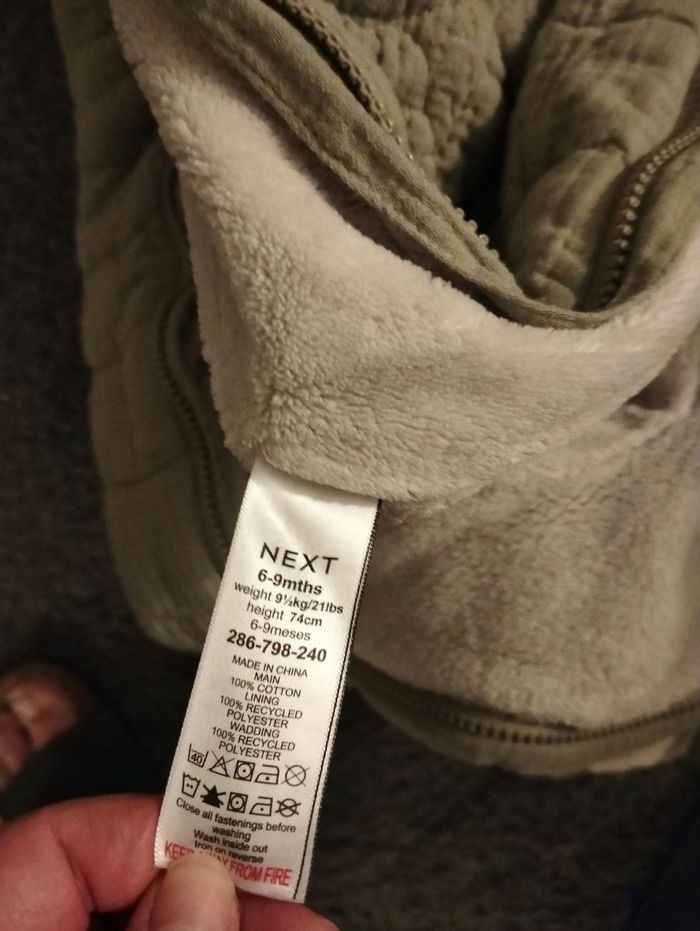 NEXT
6-9mths
weight 9½kg/21lbs
height 74cm
6-9meses
286-798-240
MADE IN CHINA
MAIN
100% COTTON
LINING
100% RECYCLED
POLYESTER
WADDING
100% RECYCLED
POLYESTER
40
Close all fastenings before
washing
Wash inside out
Iron on reverse
KEEP AWAY FROM FIRE